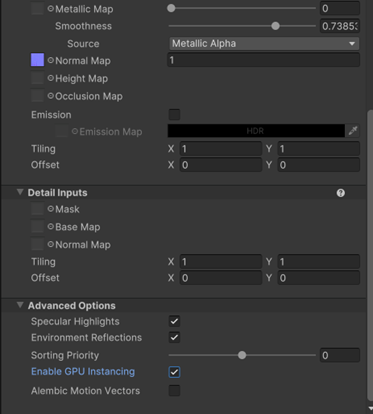 Metallic Map 0
Smoothness 0.7385
Source Metallic Alpha
Normal Map 1
Height Map
Occlusion Map
Emission
Emission Map HDR
Tiling X 1 Y 1
Offset X 0 Y 0
Detail Inputs ?
Mask
Base Map
Normal Map
Tiling X 1 Y 1
Offset X 0 Y 0
Advanced Options
Specular Highlights
Environment Reflections
Sorting Priority 0
Enable GPU Instancing
Alembic Motion Vectors